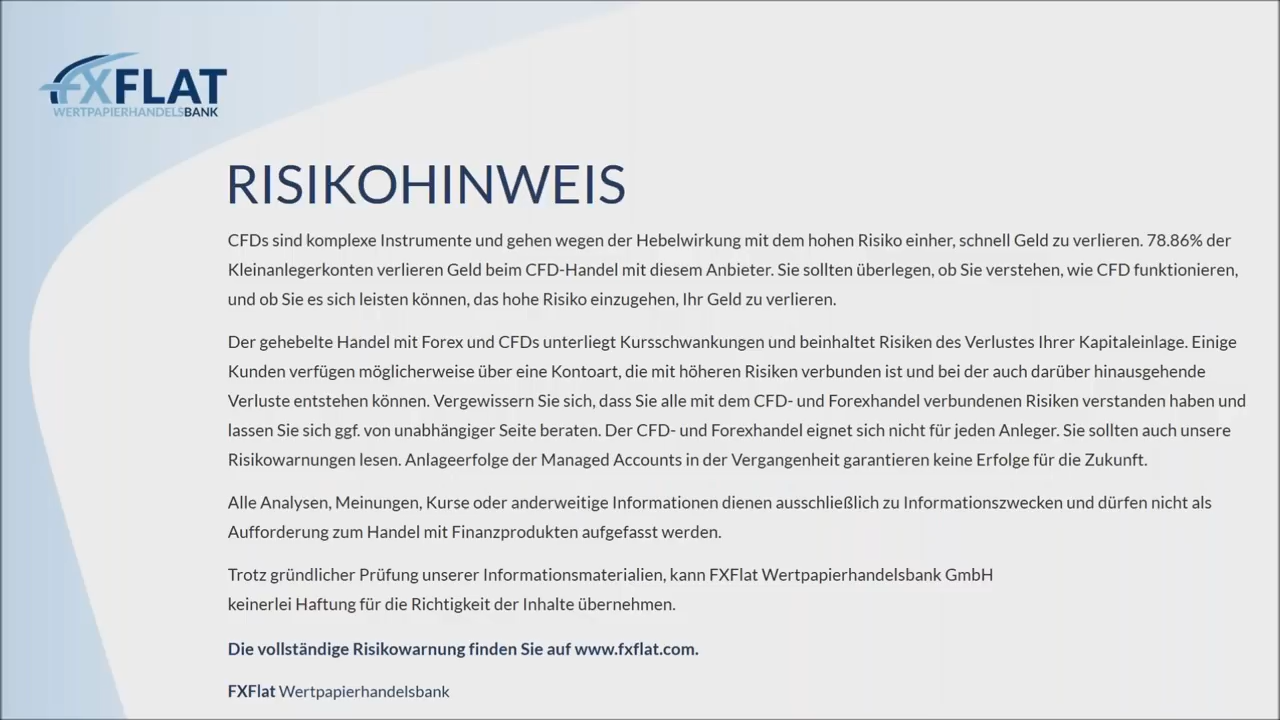 FXFLAT
WERTPAPIERHANDELSBANK
RISIKOHINWEIS
CFDs sind komplexe Instrumente und gehen wegen der Hebelwirkung mit dem hohen Risiko einher, schnell Geld zu verlieren. 78.86% der
Kleinanlegerkonten verlieren Geld beim CFD-Handel mit diesem Anbieter. Sie sollten überlegen, ob Sie verstehen, wie CFD funktionieren,
und ob Sie es sich leisten können, das hohe Risiko einzugehen, Ihr Geld zu verlieren.
Der gehebelte Handel mit Forex und CFDs unterliegt Kursschwankungen und beinhaltet Risiken des Verlustes Ihrer Kapitaleinlage. Einige
Kunden verfügen möglicherweise über eine Kontoart, die mit höheren Risiken verbunden ist und bei der auch darüber hinausgehende
Verluste entstehen können. Vergewissern Sie sich, dass Sie alle mit dem CFD- und Forexhandel verbundenen Risiken verstanden haben und
lassen Sie sich ggf. von unabhängiger Seite beraten. Der CFD- und Forexhandel eignet sich nicht für jeden Anleger. Sie sollten auch unsere
Risikowarnungen lesen. Anlageerfolge der Managed Accounts in der Vergangenheit garantieren keine Erfolge für die Zukunft.
Alle Analysen, Meinungen, Kurse oder anderweitige Informationen dienen ausschließlich zu Informationszwecken und dürfen nicht als
Aufforderung zum Handel mit Finanzprodukten aufgefasst werden.
Trotz gründlicher Prüfung unserer Informationsmaterialien, kann FXFlat Wertpapierhandelsbank GmbH
keinerlei Haftung für die Richtigkeit der Inhalte übernehmen.
Die vollständige Risikowarnung finden Sie auf www.fxflat.com.
FXFlat Wertpapierhandelsbank